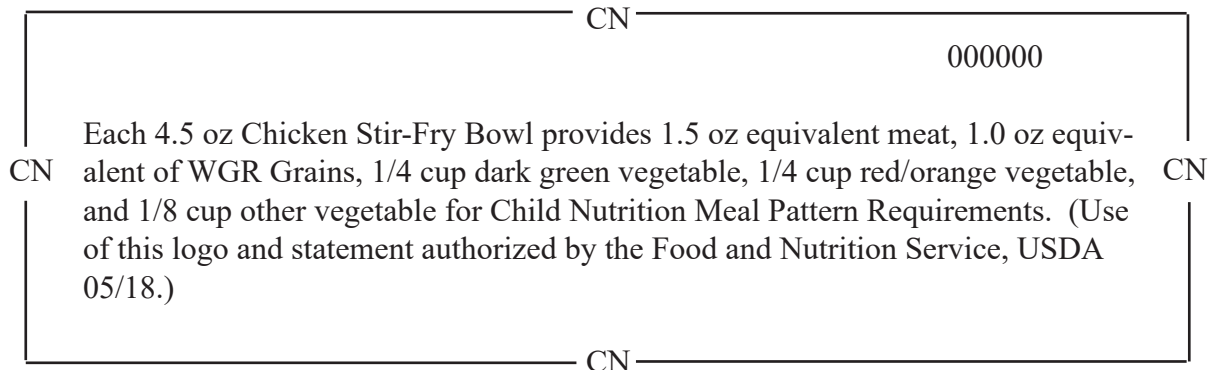 CN
000000
Each 4.5 oz Chicken Stir-Fry Bowl provides 1.5 oz equivalent meat, 1.0 oz equiv-
CN alent of WGR Grains, 1/4 cup dark green vegetable, 1/4 cup red/orange vegetable, CN
and 1/8 cup other vegetable for Child Nutrition Meal Pattern Requirements. (Use
of this logo and statement authorized by the Food and Nutrition Service, USDA
05/18.)
CN